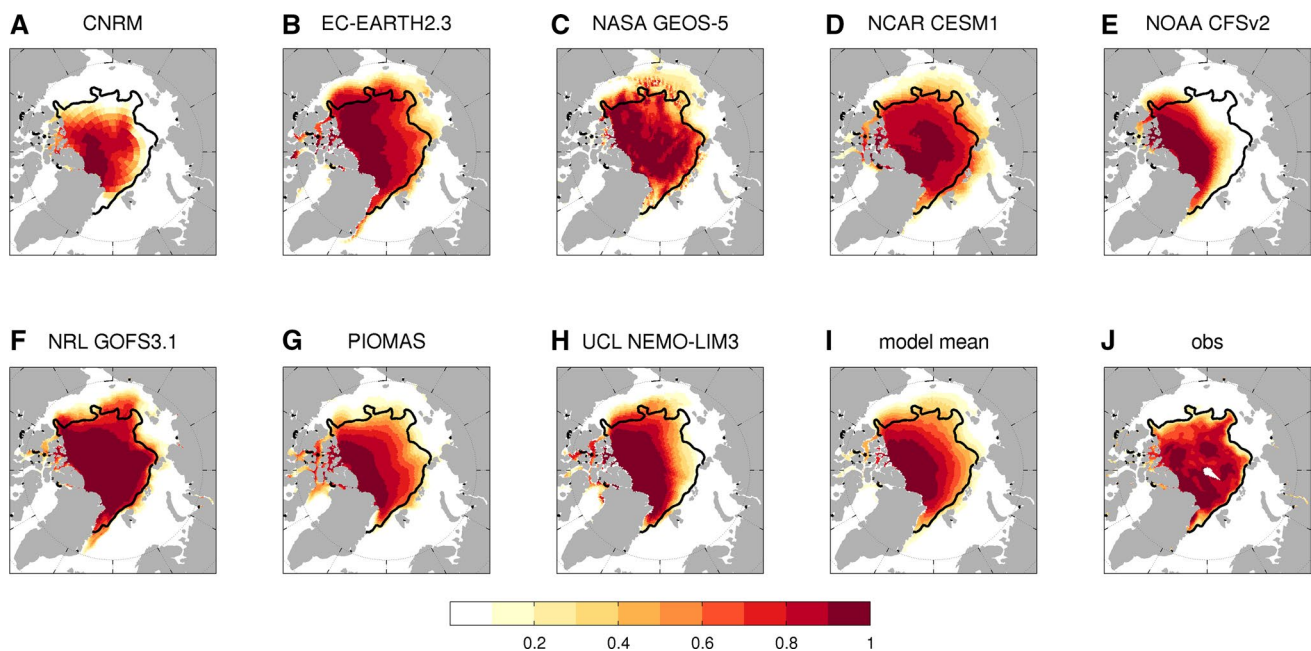 A CNRM
B EC-EARTH2.3
C NASA GEOS-5
D NCAR CESM1
E NOAA CFSv2
F NRL GOFS3.1
G PIOMAS
H UCL NEMO-LIM3
I model mean
J obs
0.2 0.4 0.6 0.8 1